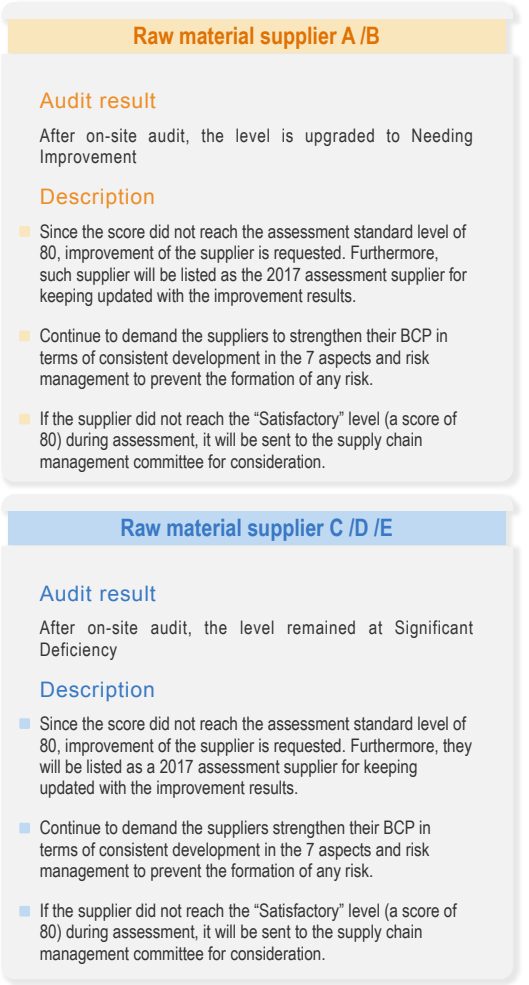 Raw material supplier A /B
Audit result
After on-site audit, the level is upgraded to Needing
Improvement
Description
Since the score did not reach the assessment standard level of
80, improvement of the supplier is requested. Furthermore,
such supplier will be listed as the 2017 assessment supplier for
keeping updated with the improvement results.
Continue to demand the suppliers to strengthen their BCP in
terms of consistent development in the 7 aspects and risk
management to prevent the formation of any risk.
If the supplier did not reach the “Satisfactory” level (a score of
80) during assessment, it will be sent to the supply chain
management committee for consideration.
Raw material supplier C /D /E
Audit result
After on-site audit, the level remained at Significant
Deficiency
Description
Since the score did not reach the assessment standard level of
80, improvement of the supplier is requested. Furthermore, they
will be listed as a 2017 assessment supplier for keeping
updated with the improvement results.
Continue to demand the suppliers strengthen their BCP in
terms of consistent development in the 7 aspects and risk
management to prevent the formation of any risk.
If the supplier did not reach the “Satisfactory” level (a score of
80) during assessment, it will be sent to the supply chain
management committee for consideration.